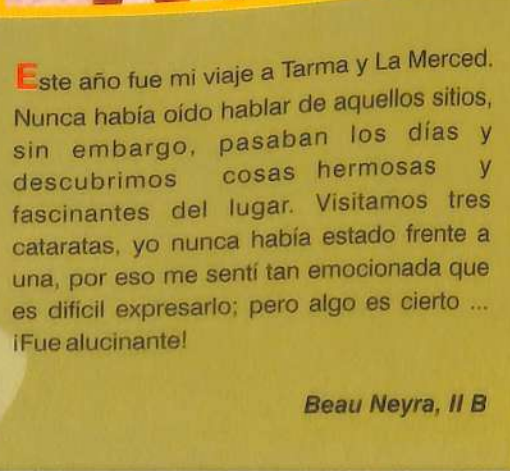 Este año fue mi viaje a Tarma y La Merced.
Nunca había oído hablar de aquellos sitios,
sin embargo, pasaban los días y
descubrimos cosas hermosas y
fascinantes del lugar. Visitamos tres
cataratas, yo nunca había estado frente a
una, por eso me sentí tan emocionada que
es difícil expresarlo; pero algo es cierto ...
¡Fue alucinante!
Beau Neyra, II B